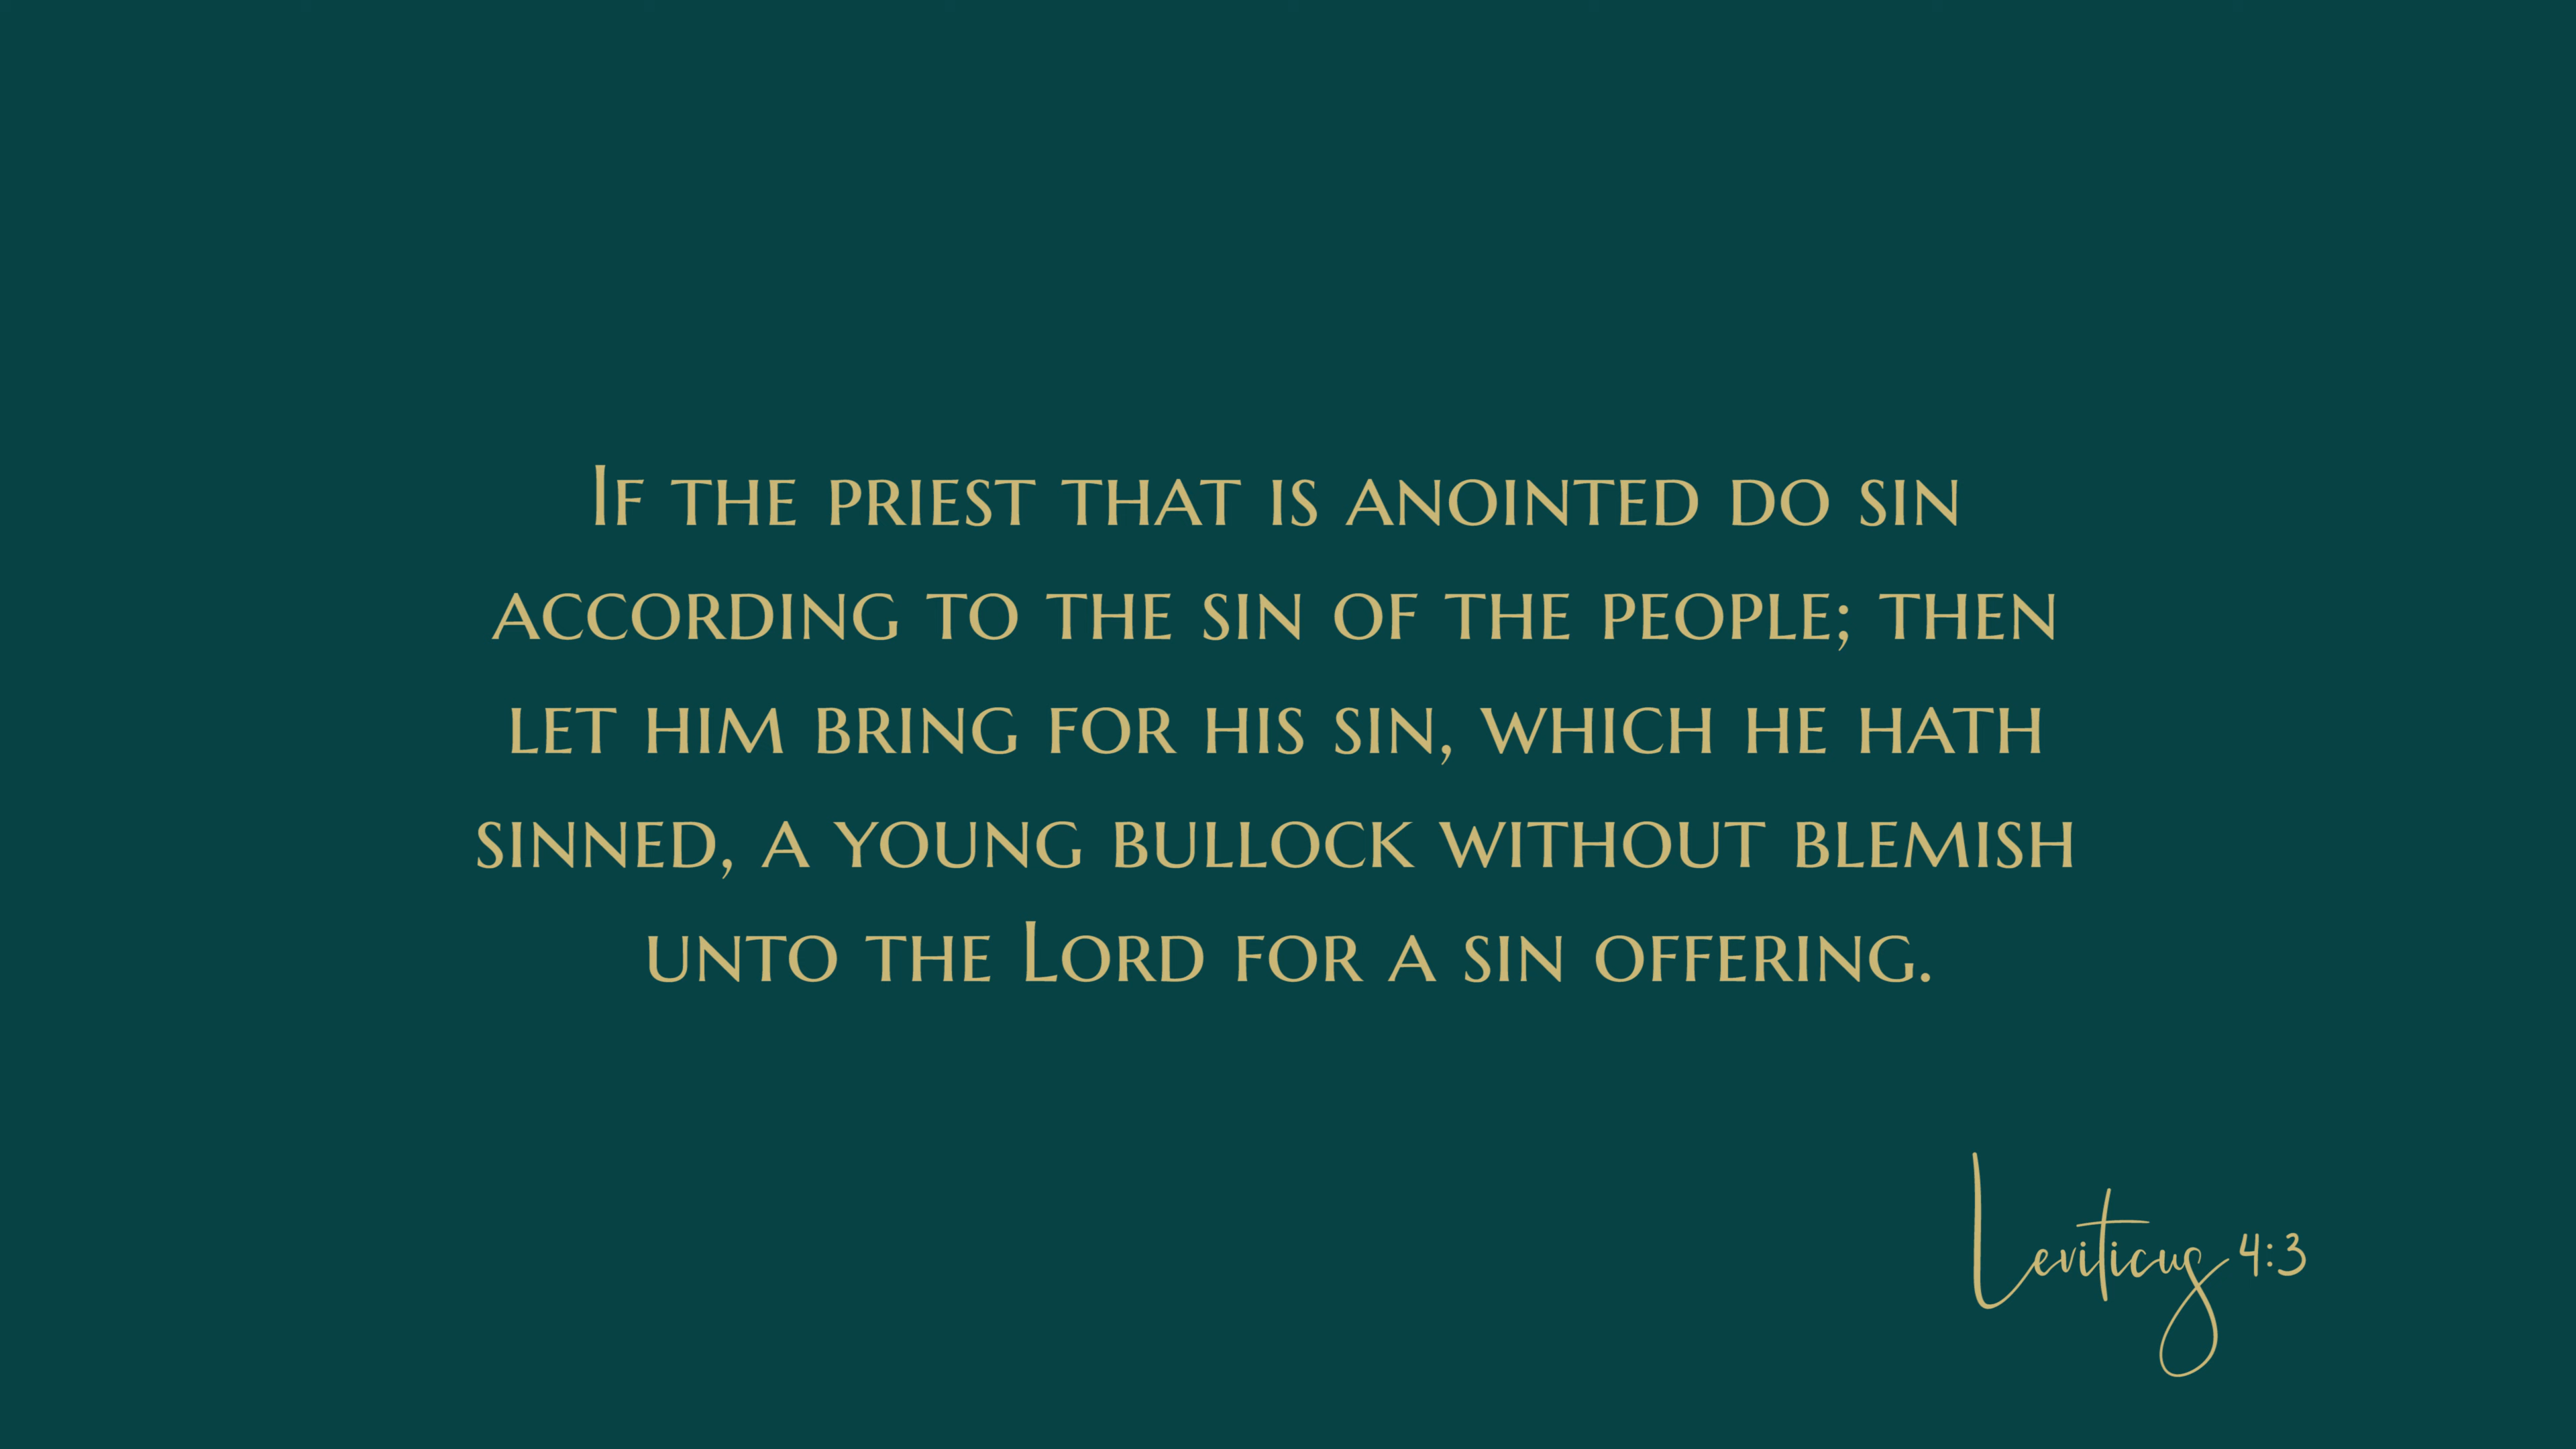 If the priest that is anointed do sin
according to the sin of the people; then
let him bring for his sin, which he hath
sinned, a young bullock without blemish
unto the Lord for a sin offering.
Leviticus 4:3